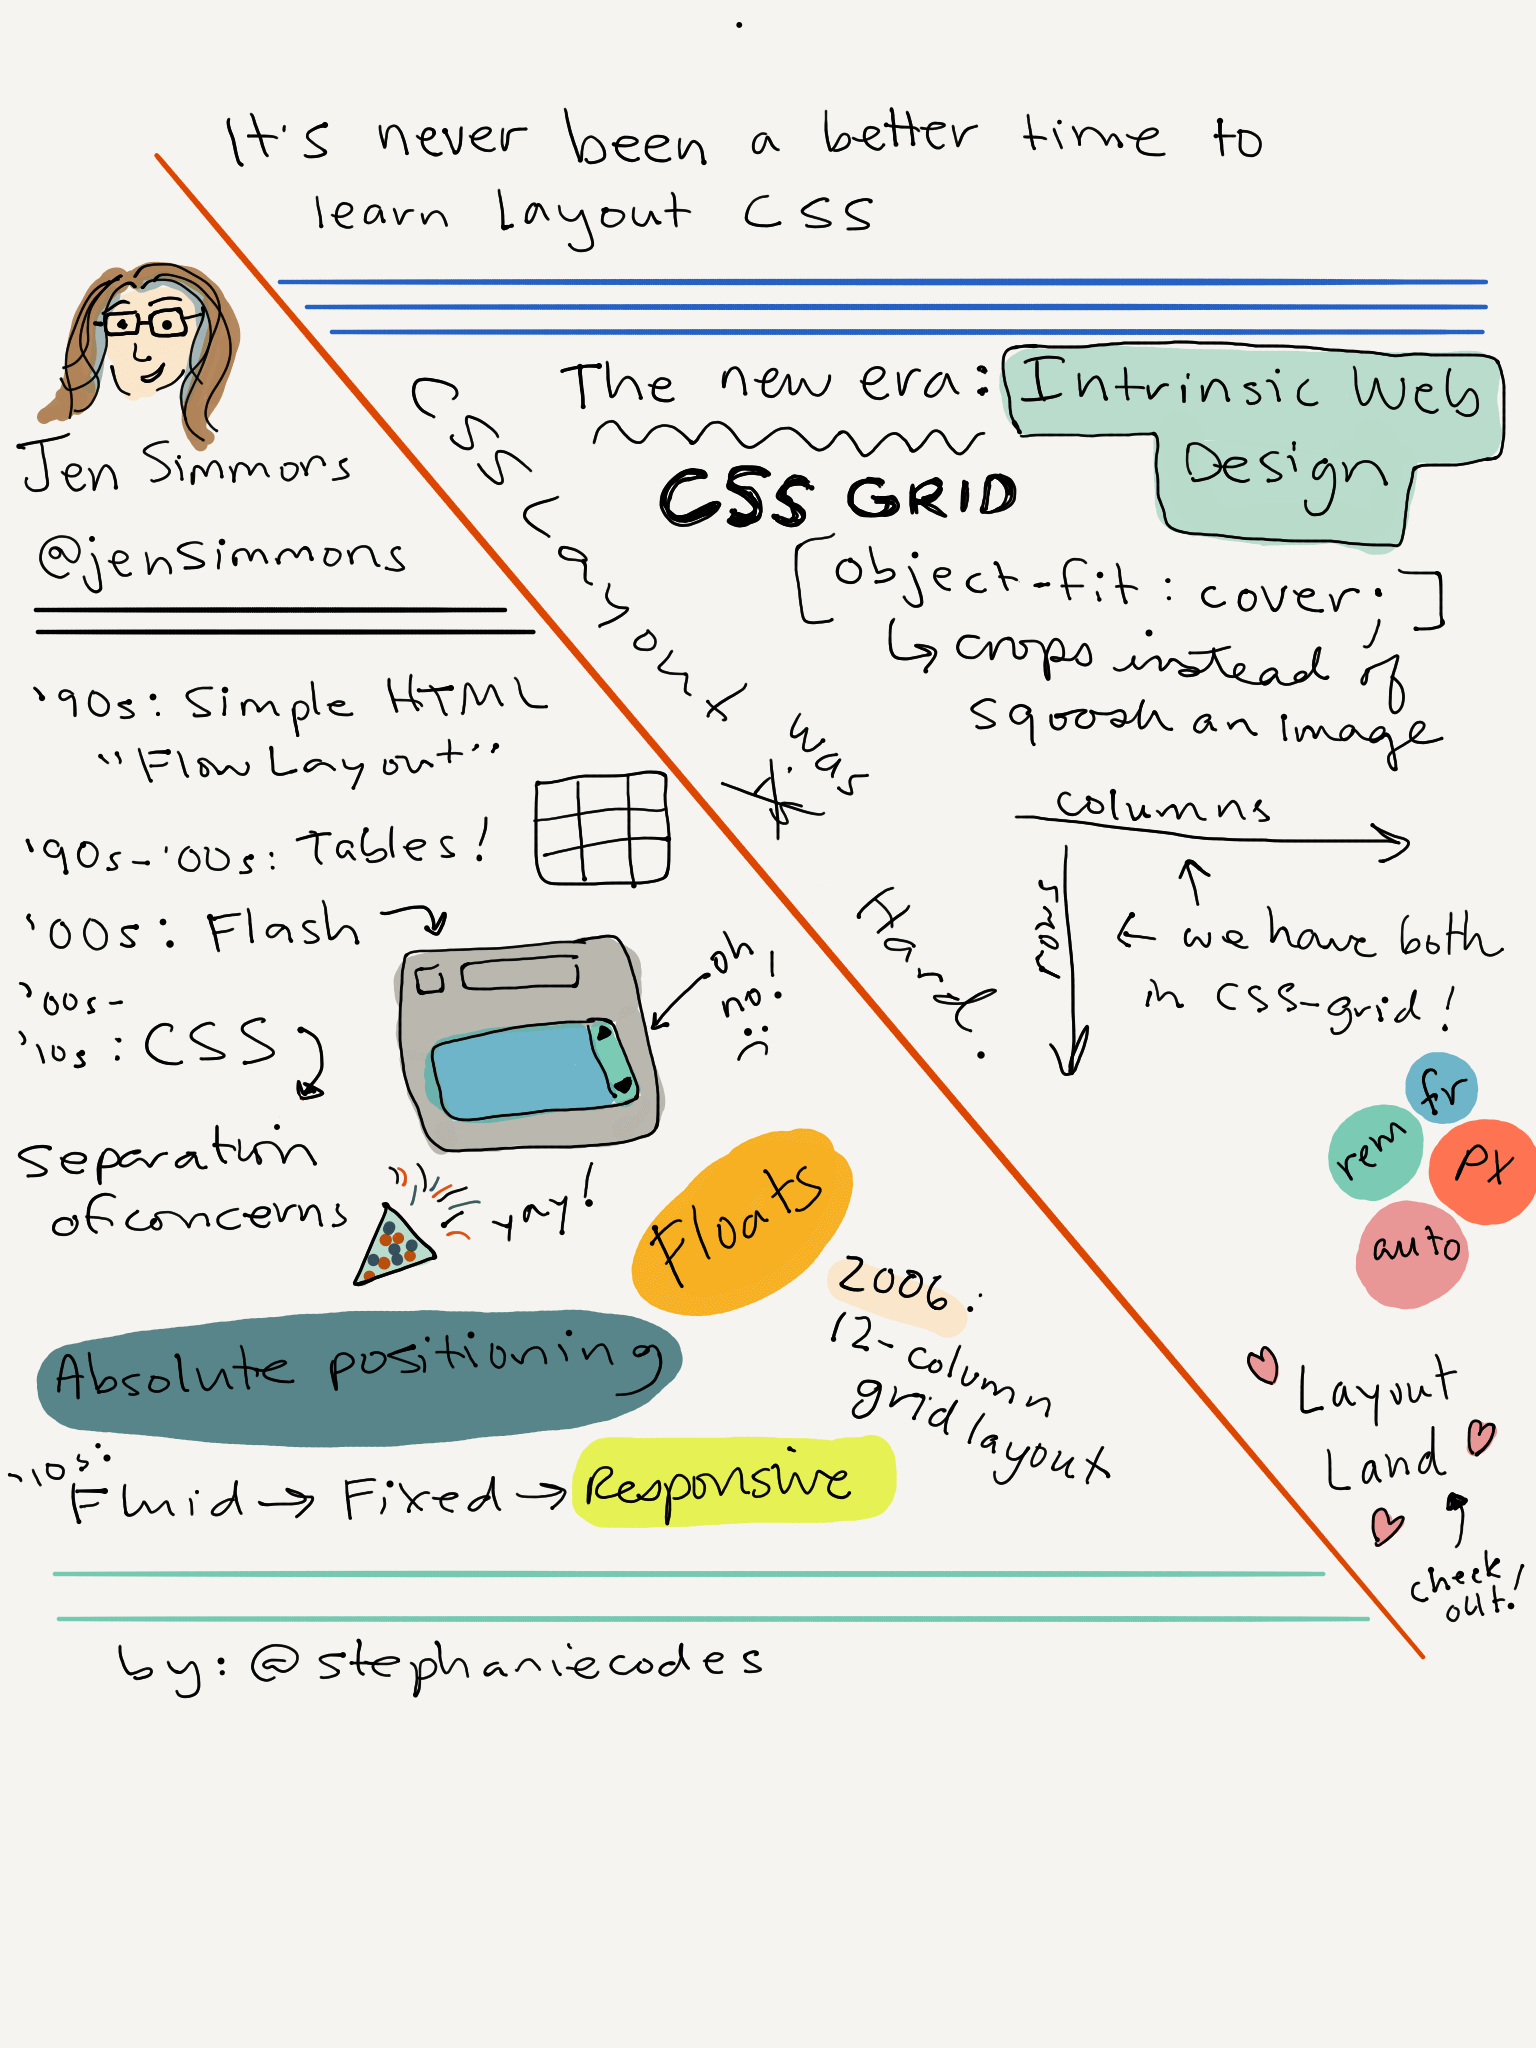 It's never been a better time to
learn Layout CSS
Jen Simmons
@jensimmons
'90s: Simple HTML
"Flow Layout"
'90s-'00s: Tables!
'00s: Flash
oh
no!
'00s-
'10s: CSS
separation
of concerns
yay!
Floats
Absolute positioning
2006:
12-column
grid layout
'10s:
Fluid → Fixed → Responsive
CSS Layout was
Hard.
The new era: Intrinsic Web
Design
CSS GRID
[object-fit: cover;]
↳ crops instead of
squoosh an image
columns
rows
← we have both
in CSS-grid!
fr
rem
px
auto
Layout
Land
check
out!
by: @stephaniecodes